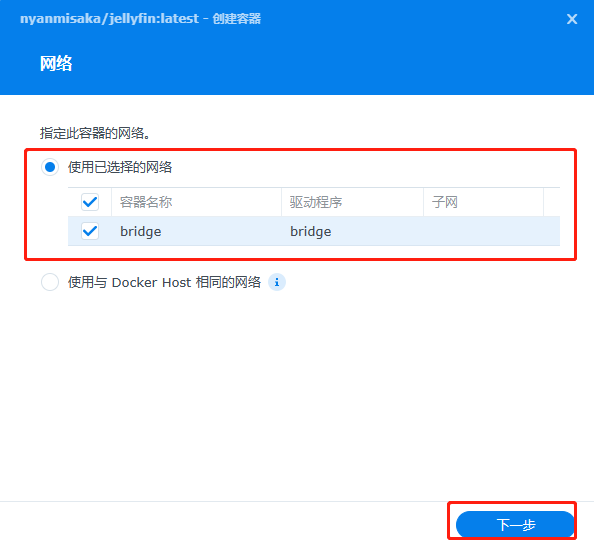 nyanmisaka/jellyfin:latest - 创建容器
网络
指定此容器的网络。
使用已选择的网络
容器名称 驱动程序 子网
bridge bridge
使用与 Docker Host 相同的网络
下一步